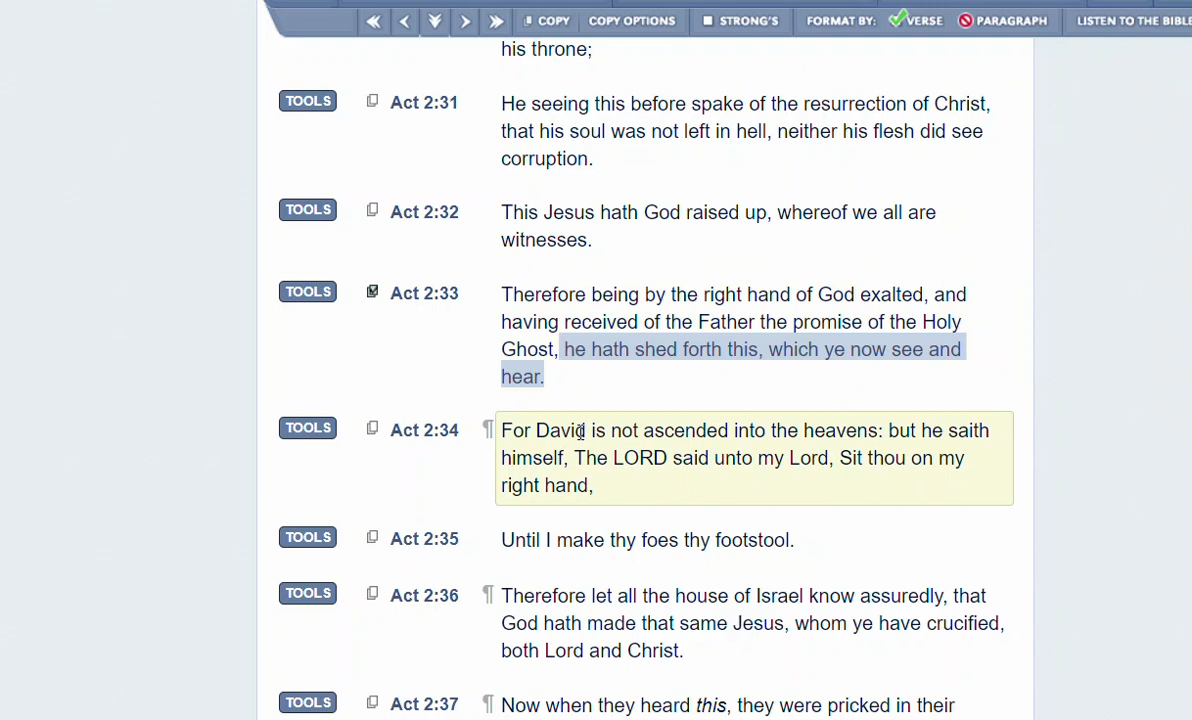 COPY COPY OPTIONS STRONG'S FORMAT BY: VERSE PARAGRAPH LISTEN TO THE BIBLE
his throne;
TOOLS Act 2:31 He seeing this before spake of the resurrection of Christ,
that his soul was not left in hell, neither his flesh did see
corruption.
TOOLS Act 2:32 This Jesus hath God raised up, whereof we all are
witnesses.
TOOLS Act 2:33 Therefore being by the right hand of God exalted, and
having received of the Father the promise of the Holy
Ghost, he hath shed forth this, which ye now see and
hear.
TOOLS Act 2:34 ¶ For David is not ascended into the heavens: but he saith
himself, The LORD said unto my Lord, Sit thou on my
right hand,
TOOLS Act 2:35 Until I make thy foes thy footstool.
TOOLS Act 2:36 ¶ Therefore let all the house of Israel know assuredly, that
God hath made that same Jesus, whom ye have crucified,
both Lord and Christ.
TOOLS Act 2:37 ¶ Now when they heard this, they were pricked in their